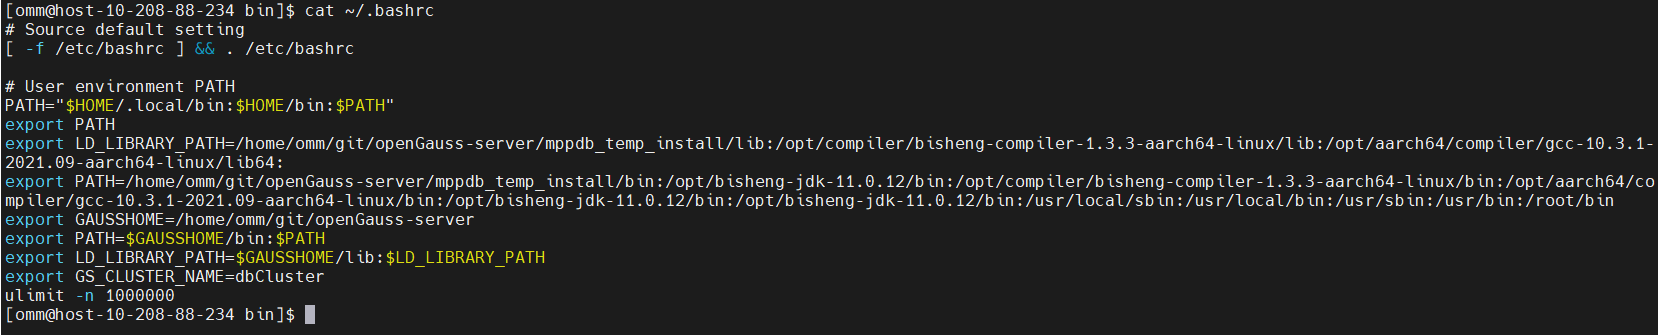 [omm@host-10-208-88-234 bin]$ cat ~/.bashrc
# Source default setting
[ -f /etc/bashrc ] && . /etc/bashrc
# User environment PATH
PATH="$HOME/.local/bin:$HOME/bin:$PATH"
export PATH
export LD_LIBRARY_PATH=/home/omm/git/openGauss-server/mppdb_temp_install/lib:/opt/compiler/bisheng-compiler-1.3.3-aarch64-linux/lib:/opt/aarch64/compiler/gcc-10.3.1-
2021.09-aarch64-linux/lib64:
export PATH=/home/omm/git/openGauss-server/mppdb_temp_install/bin:/opt/bisheng-jdk-11.0.12/bin:/opt/compiler/bisheng-compiler-1.3.3-aarch64-linux/bin:/opt/aarch64/co
mpiler/gcc-10.3.1-2021.09-aarch64-linux/bin:/opt/bisheng-jdk-11.0.12/bin:/opt/bisheng-jdk-11.0.12/bin:/usr/local/sbin:/usr/local/bin:/usr/sbin:/usr/bin:/root/bin
export GAUSSHOME=/home/omm/git/openGauss-server
export PATH=$GAUSSHOME/bin:$PATH
export LD_LIBRARY_PATH=$GAUSSHOME/lib:$LD_LIBRARY_PATH
export GS_CLUSTER_NAME=dbCluster
ulimit -n 1000000
[omm@host-10-208-88-234 bin]$